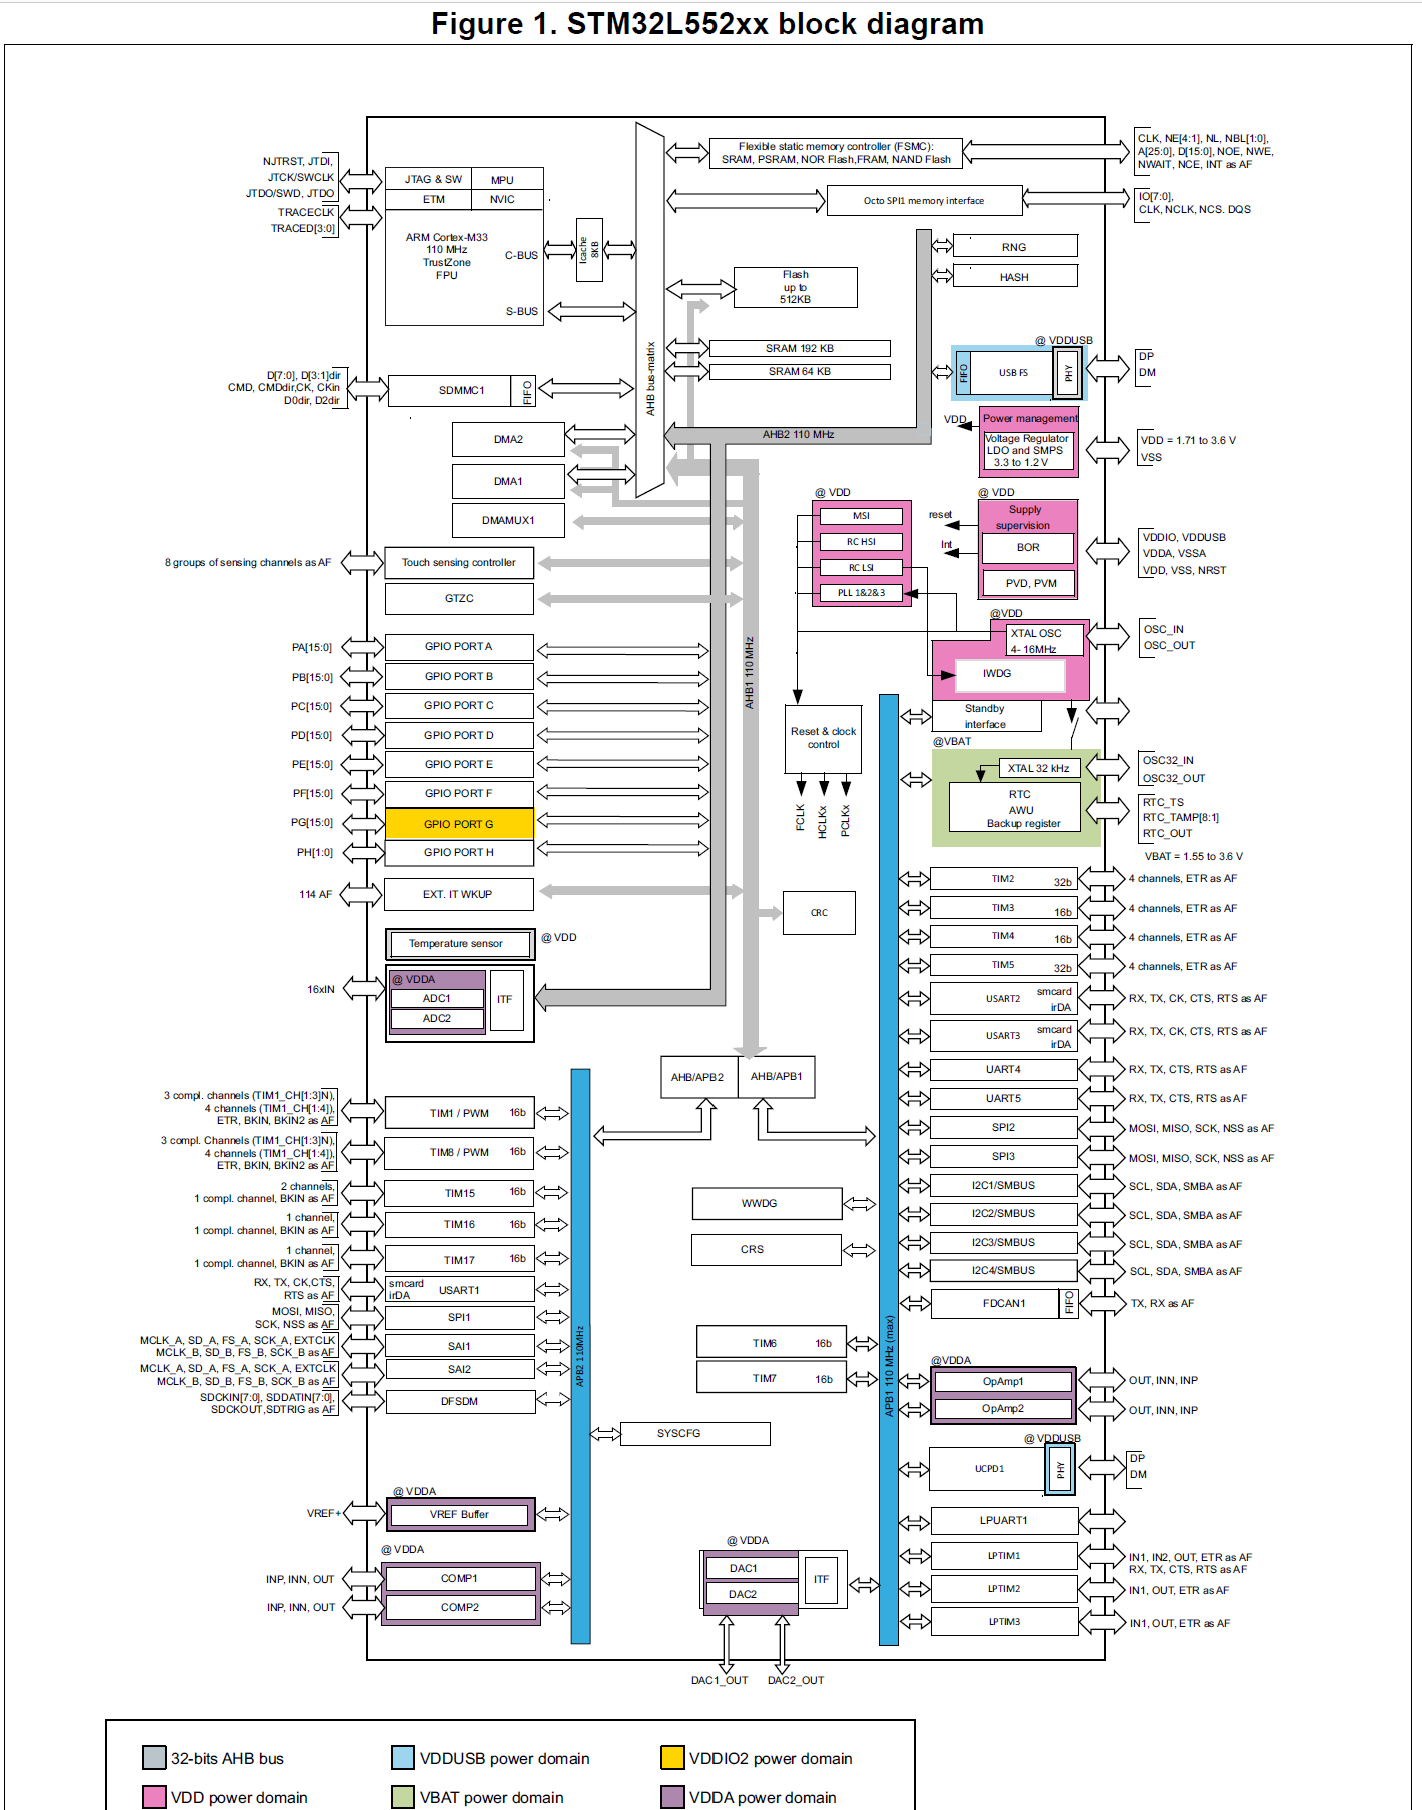 Figure 1. STM32L552xx block diagram
NJTRST, JTDI,
JTCK/SWCLK
JTDO/SWD, JTDO
TRACECLK
TRACED[3:0]
JTAG & SW
MPU
ETM
NVIC
ARM Cortex-M33
110 MHz
TrustZone
FPU
C-BUS
S-BUS
Icache
8KB
AHB bus-matrix
Flexible static memory controller (FSMC):
SRAM, PSRAM, NOR Flash,FRAM, NAND Flash
CLK, NE[4:1], NL, NBL[1:0],
A[25:0], D[15:0], NOE, NWE,
NWAIT, NCE, INT as AF
Octo SPI1 memory interface
IO[7:0],
CLK, NCLK, NCS. DQS
RNG
HASH
Flash
up to
512KB
SRAM 192 KB
SRAM 64 KB
@ VDDUSB
FIFO
USB FS
PHY
DP
DM
D[7:0], D[3:1]dir
CMD, CMDdir,CK, CKin
D0dir, D2dir
SDMMC1
FIFO
DMA2
DMA1
DMAMUX1
AHB2 110 MHz
VDD
Power management
Voltage Regulator
LDO and SMPS
3.3 to 1.2 V
VDD = 1.71 to 3.6 V
VSS
@ VDD
MSI
RC HSI
RC LSI
PLL 1&2&3
@ VDD
reset
Int
Supply
supervision
BOR
PVD, PVM
VDDIO, VDDUSB
VDDA, VSSA
VDD, VSS, NRST
8 groups of sensing channels as AF
Touch sensing controller
GTZC
@VDD
XTAL OSC
4- 16MHz
IWDG
OSC_IN
OSC_OUT
Standby
interface
@VBAT
XTAL 32 kHz
RTC
AWU
Backup register
OSC32_IN
OSC32_OUT
RTC_TS
RTC_TAMP[8:1]
RTC_OUT
VBAT = 1.55 to 3.6 V
AHB1 110 MHz
Reset & clock
control
FCLK
HCLKx
PCLKx
PA[15:0]
GPIO PORT A
PB[15:0]
GPIO PORT B
PC[15:0]
GPIO PORT C
PD[15:0]
GPIO PORT D
PE[15:0]
GPIO PORT E
PF[15:0]
GPIO PORT F
PG[15:0]
GPIO PORT G
PH[1:0]
GPIO PORT H
114 AF
EXT. IT WKUP
CRC
Temperature sensor
@ VDD
16xIN
@ VDDA
ADC1
ADC2
ITF
AHB/APB2
AHB/APB1
TIM2 32b
4 channels, ETR as AF
TIM3 16b
4 channels, ETR as AF
TIM4 16b
4 channels, ETR as AF
TIM5 32b
4 channels, ETR as AF
USART2
smcard
irDA
RX, TX, CK, CTS, RTS as AF
USART3
smcard
irDA
RX, TX, CK, CTS, RTS as AF
UART4
RX, TX, CTS, RTS as AF
UART5
RX, TX, CTS, RTS as AF
SPI2
MOSI, MISO, SCK, NSS as AF
SPI3
MOSI, MISO, SCK, NSS as AF
I2C1/SMBUS
SCL, SDA, SMBA as AF
I2C2/SMBUS
SCL, SDA, SMBA as AF
I2C3/SMBUS
SCL, SDA, SMBA as AF
I2C4/SMBUS
SCL, SDA, SMBA as AF
FDCAN1
FIFO
TX, RX as AF
3 compl. channels (TIM1_CH[1:3]N),
4 channels (TIM1_CH[1:4]),
ETR, BKIN, BKIN2 as AF
TIM1 / PWM 16b
3 compl. Channels (TIM1_CH[1:3]N),
4 channels (TIM1_CH[1:4]),
ETR, BKIN, BKIN2 as AF
TIM8 / PWM 16b
2 channels,
1 compl. channel, BKIN as AF
TIM15 16b
1 channel,
1 compl. channel, BKIN as AF
TIM16 16b
1 channel,
1 compl. channel, BKIN as AF
TIM17 16b
RX, TX, CK,CTS,
RTS as AF
smcard
irDA
USART1
MOSI, MISO,
SCK, NSS as AF
SPI1
MCLK_A, SD_A, FS_A, SCK_A, EXTCLK
MCLK_B, SD_B, FS_B, SCK_B as AF
SAI1
MCLK_A, SD_A, FS_A, SCK_A, EXTCLK
MCLK_B, SD_B, FS_B, SCK_B as AF
SAI2
SDCKIN[7:0], SDDATIN[7:0],
SDCKOUT,SDTRIG as AF
DFSDM
APB2 110MHz
WWDG
CRS
TIM6 16b
TIM7 16b
APB1 110 MHz (max)
SYSCFG
@VDDA
OpAmp1
OUT, INN, INP
OpAmp2
OUT, INN, INP
@ VDDUSB
UCPD1
PHY
DP
DM
@ VDDA
VREF+
VREF Buffer
@ VDDA
INP, INN, OUT
COMP1
INP, INN, OUT
COMP2
@ VDDA
DAC1
DAC2
ITF
DAC1_OUT
DAC2_OUT
LPUART1
LPTIM1
IN1, IN2, OUT, ETR as AF
RX, TX, CTS, RTS as AF
LPTIM2
IN1, OUT, ETR as AF
LPTIM3
IN1, OUT, ETR as AF
32-bits AHB bus
VDDUSB power domain
VDDIO2 power domain
VDD power domain
VBAT power domain
VDDA power domain